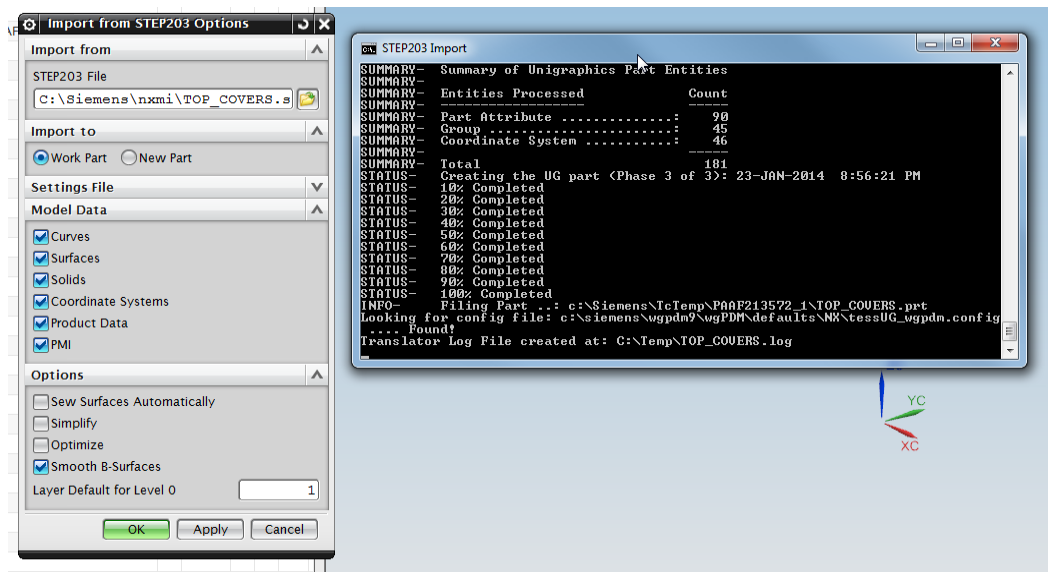 Import from STEP203 Options
Import from
STEP203 File
C:\Siemens\nxmi\TOP_COVERS.s
Import to
Work Part New Part
Settings File
Model Data
Curves
Surfaces
Solids
Coordinate Systems
Product Data
PMI
Options
Sew Surfaces Automatically
Simplify
Optimize
Smooth B-Surfaces
Layer Default for Level 0 1
OK Apply Cancel
STEP203 Import
SUMMARY- Summary of Unigraphics Part Entities
SUMMARY-
SUMMARY- Entities Processed Count
SUMMARY- ------------------ -----
SUMMARY- Part Attribute ..............: 90
SUMMARY- Group .......................: 45
SUMMARY- Coordinate System ...........: 46
SUMMARY- -----
SUMMARY- Total 181
STATUS- Creating the UG part (Phase 3 of 3): 23-JAN-2014 8:56:21 PM
STATUS- 10% Completed
STATUS- 20% Completed
STATUS- 30% Completed
STATUS- 40% Completed
STATUS- 50% Completed
STATUS- 60% Completed
STATUS- 70% Completed
STATUS- 80% Completed
STATUS- 90% Completed
STATUS- 100% Completed
INFO- Filing Part ..: c:\Siemens\TcTemp\PAAF213572_1\TOP_COVERS.prt
Looking for config file: c:\siemens\wgpdm9\wgPDM\defaults\NX\tessUG_wgpdm.config
.... Found!
Translator Log File created at: C:\Temp\TOP_COVERS.log
YC
XC